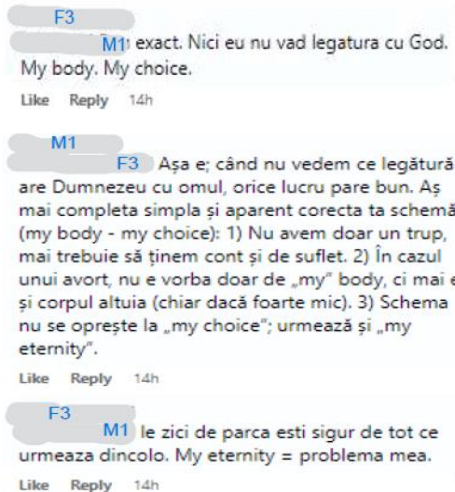 F3
M1 exact. Nici eu nu vad legatura cu God.
My body. My choice.
Like Reply 14h
M1
F3 Așa e; când nu vedem ce legătură
are Dumnezeu cu omul, orice lucru pare bun. Aș
mai completa simpla și aparent corecta ta schemă
(my body - my choice): 1) Nu avem doar un trup,
mai trebuie să ținem cont și de suflet. 2) În cazul
unui avort, nu e vorba doar de „my” body, ci mai e
și corpul altuia (chiar dacă foarte mic). 3) Schema
nu se oprește la „my choice”; urmează și „my
eternity”.
Like Reply 14h
F3
M1 le zici de parca esti sigur de tot ce
urmeaza dincolo. My eternity = problema mea.
Like Reply 14h